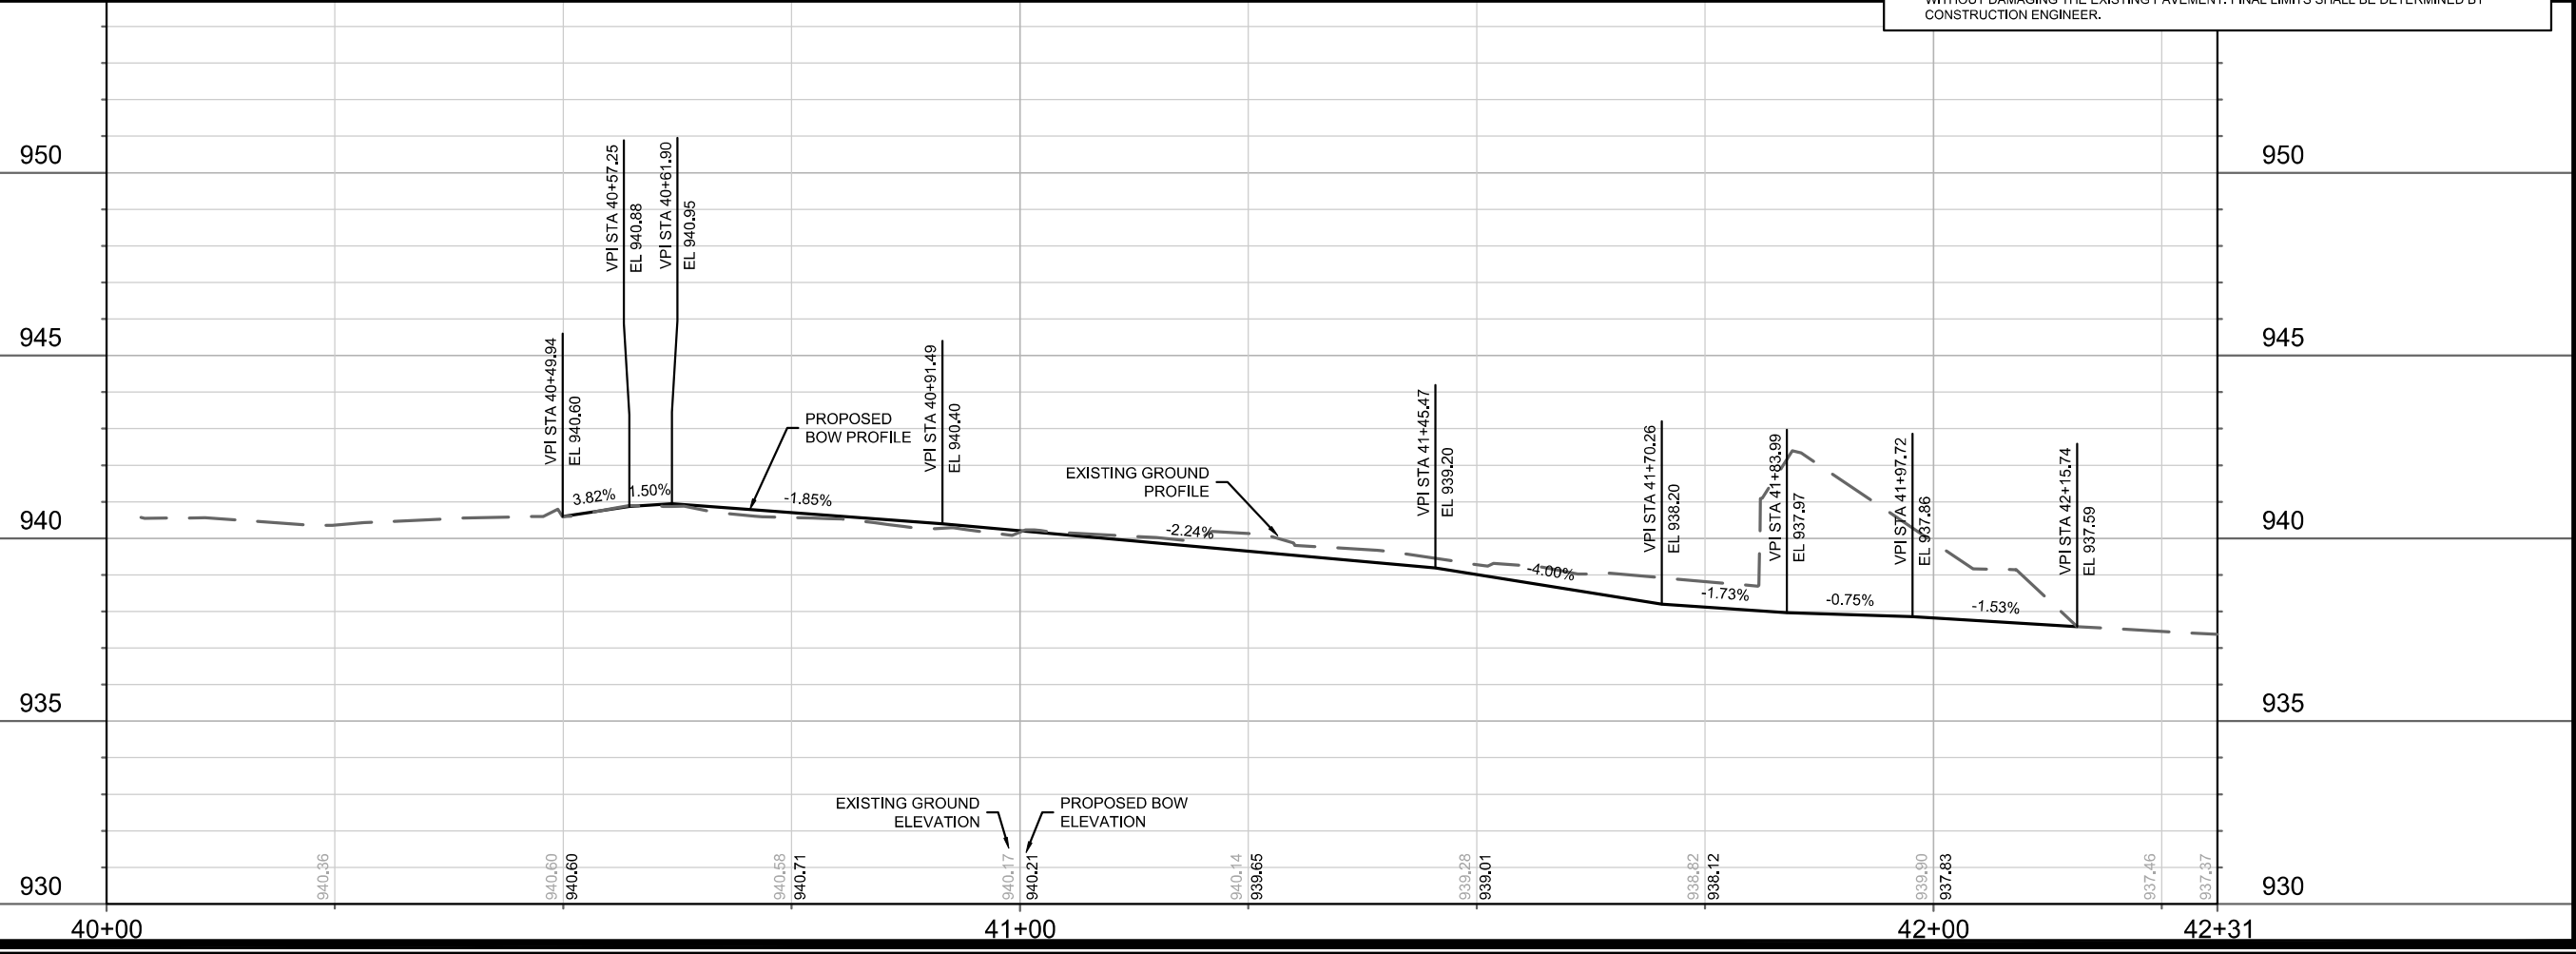 CONSTRUCTION ENGINEER.
950
950
945
945
940
940
935
935
930
930
VPI STA 40+49.94
EL 940.60
VPI STA 40+57.25
EL 940.88
VPI STA 40+61.90
EL 940.95
VPI STA 40+91.49
EL 940.40
VPI STA 41+45.47
EL 939.20
VPI STA 41+70.26
EL 938.20
VPI STA 41+83.99
EL 937.97
VPI STA 41+97.72
EL 937.86
VPI STA 42+15.74
EL 937.59
3.82%
1.50%
-1.85%
-2.24%
-4.00%
-1.73%
-0.75%
-1.53%
PROPOSED
BOW PROFILE
EXISTING GROUND
PROFILE
EXISTING GROUND
ELEVATION
PROPOSED BOW
ELEVATION
940.36
940.60
940.60
940.58
940.71
940.17
940.21
940.14
939.65
939.28
939.01
938.82
938.12
939.90
937.83
937.46
937.37
40+00
41+00
42+00
42+31